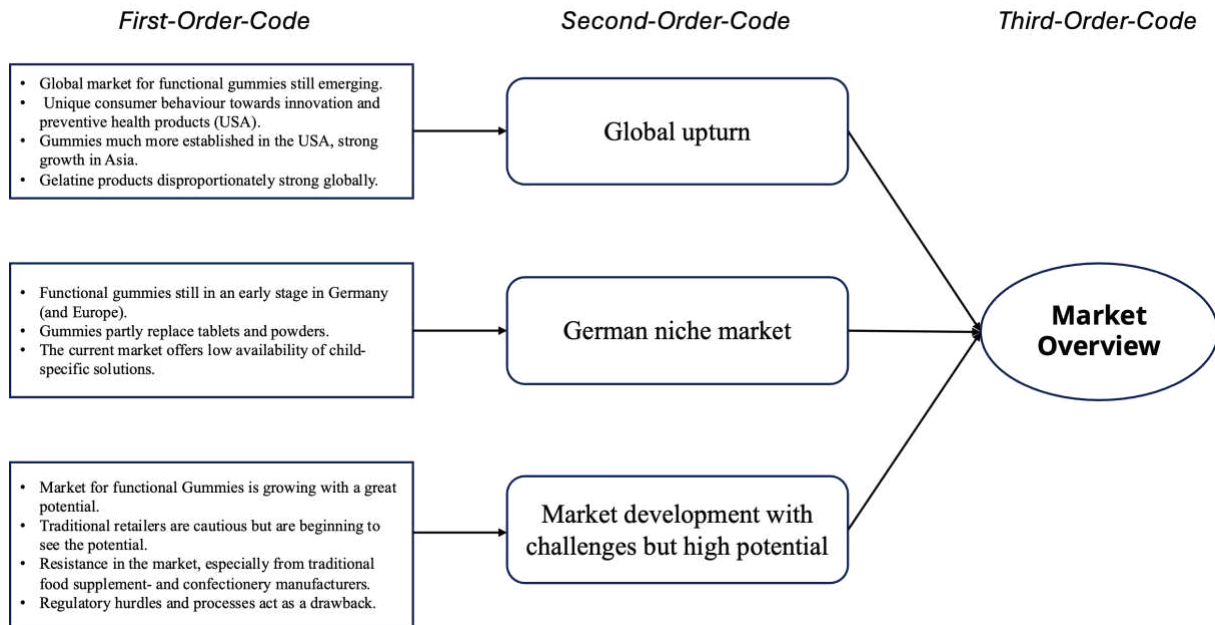 First-Order-Code
Second-Order-Code
Third-Order-Code
• Global market for functional gummies still emerging.
• Unique consumer behaviour towards innovation and
preventive health products (USA).
• Gummies much more established in the USA, strong
growth in Asia.
• Gelatine products disproportionately strong globally.
Global upturn
• Functional gummies still in an early stage in Germany
(and Europe).
• Gummies partly replace tablets and powders.
• The current market offers low availability of child-
specific solutions.
German niche market
Market
Overview
• Market for functional Gummies is growing with a great
potential.
• Traditional retailers are cautious but are beginning to
see the potential.
• Resistance in the market, especially from traditional
food supplement- and confectionery manufacturers.
• Regulatory hurdles and processes act as a drawback.
Market development with
challenges but high potential